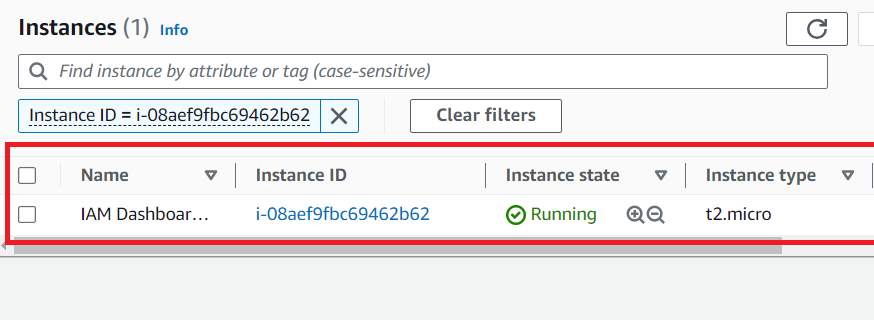 Instances (1) Info
Find instance by attribute or tag (case-sensitive)
Instance ID = i-08aef9fbc69462b62 Clear filters
Name Instance ID Instance state Instance type
IAM Dashboar… i-08aef9fbc69462b62 Running t2.micro